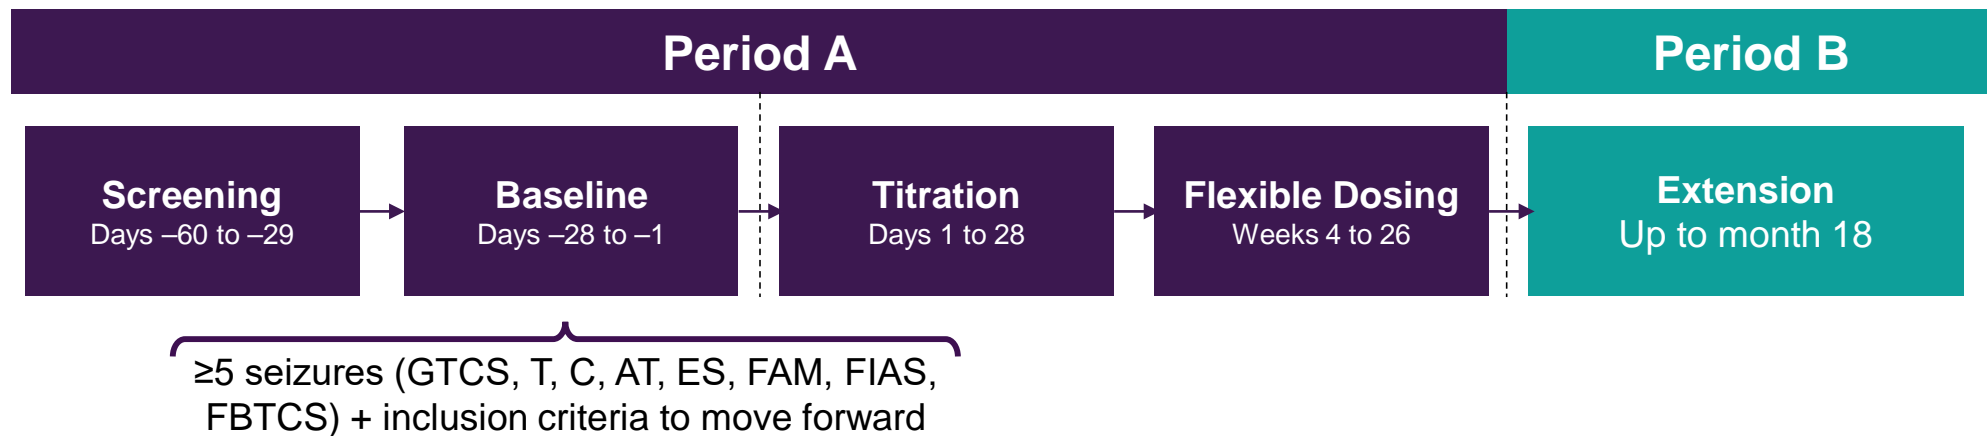 Period A
Period B
Screening
Days –60 to –29
Baseline
Days –28 to –1
Titration
Days 1 to 28
Flexible Dosing
Weeks 4 to 26
Extension
Up to month 18
≥5 seizures (GTCS, T, C, AT, ES, FAM, FIAS,
FBTCS) + inclusion criteria to move forward